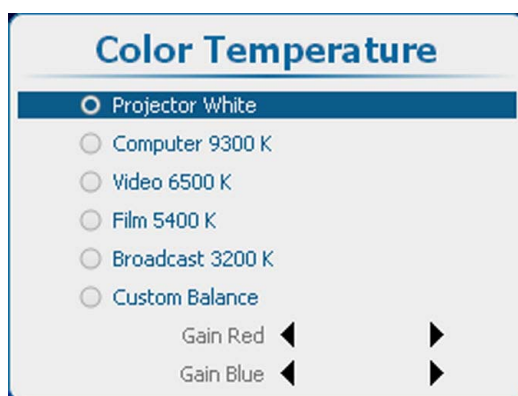 Color Temperature
Projector White
Computer 9300 K
Video 6500 K
Film 5400 K
Broadcast 3200 K
Custom Balance
Gain Red
Gain Blue